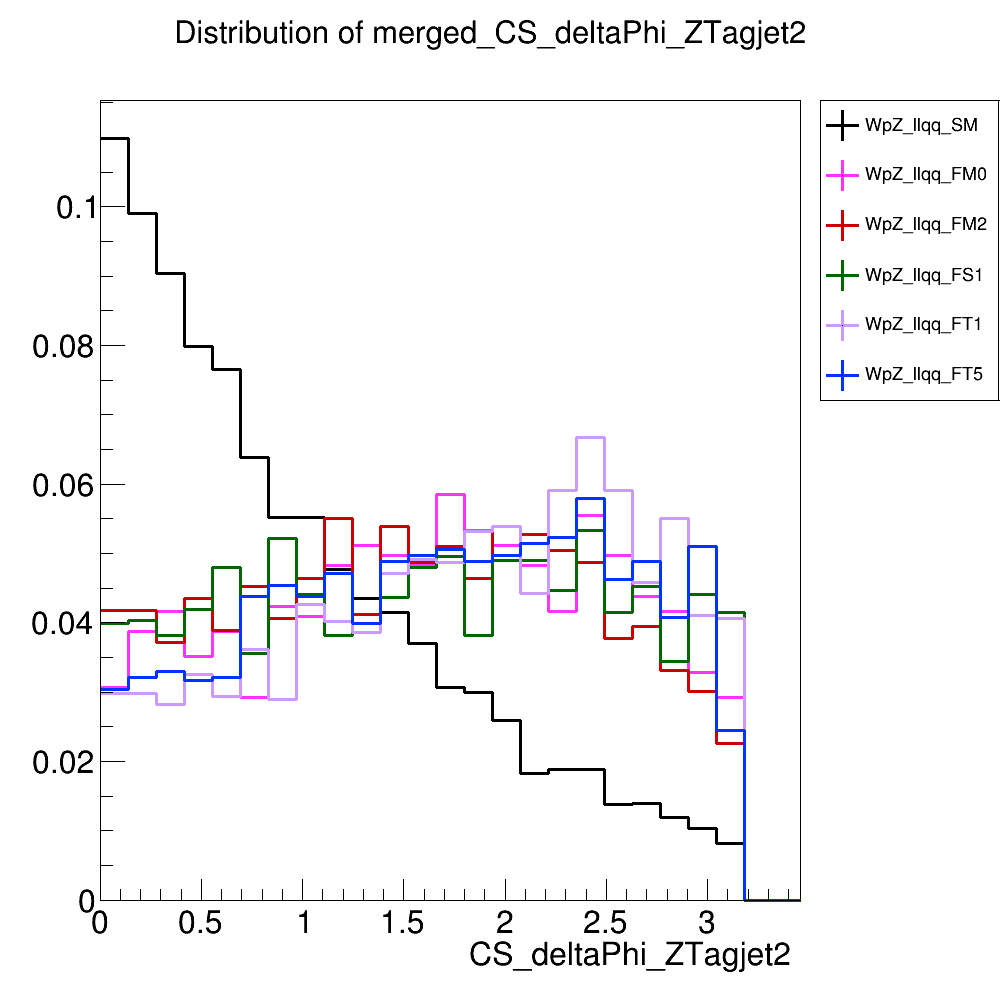 Distribution of merged_CS_deltaPhi_ZTagjet2
WpZ_llqq_SM
WpZ_llqq_FM0
WpZ_llqq_FM2
WpZ_llqq_FS1
WpZ_llqq_FT1
WpZ_llqq_FT5
0.1
0.08
0.06
0.04
0.02
0
0 0.5 1 1.5 2 2.5 3
CS_deltaPhi_ZTagjet2